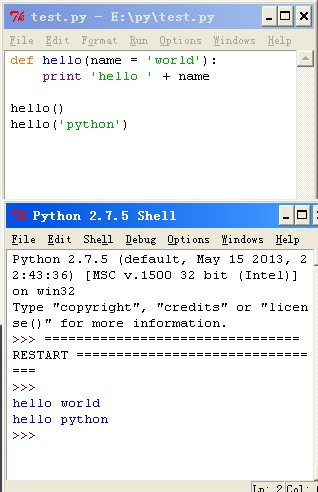 test.py - E:\py\test.py
File Edit Format Run Options Windows Help
def hello(name = 'world'):
    print 'hello ' + name
hello()
hello('python')
Python 2.7.5 Shell
File Edit Shell Debug Options Windows Help
Python 2.7.5 (default, May 15 2013, 2
2:43:36) [MSC v.1500 32 bit (Intel)]
on win32
Type "copyright", "credits" or "licen
se()" for more information.
>>> ================================
RESTART ==============================
===
>>>
hello world
hello python
>>>
Ln: 2 Col: